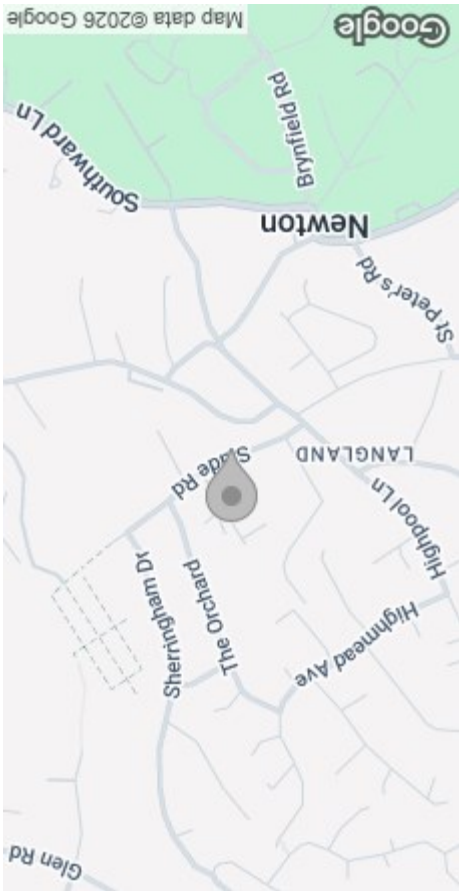 Glen Rd
Highmead Ave
The Orchard
Sherringham Dr
Highpool Ln
LANGLAND
Slade Rd
St Peter's Rd
Newton
Southward Ln
Brynfield Rd
Google
Map data ©2026 Google